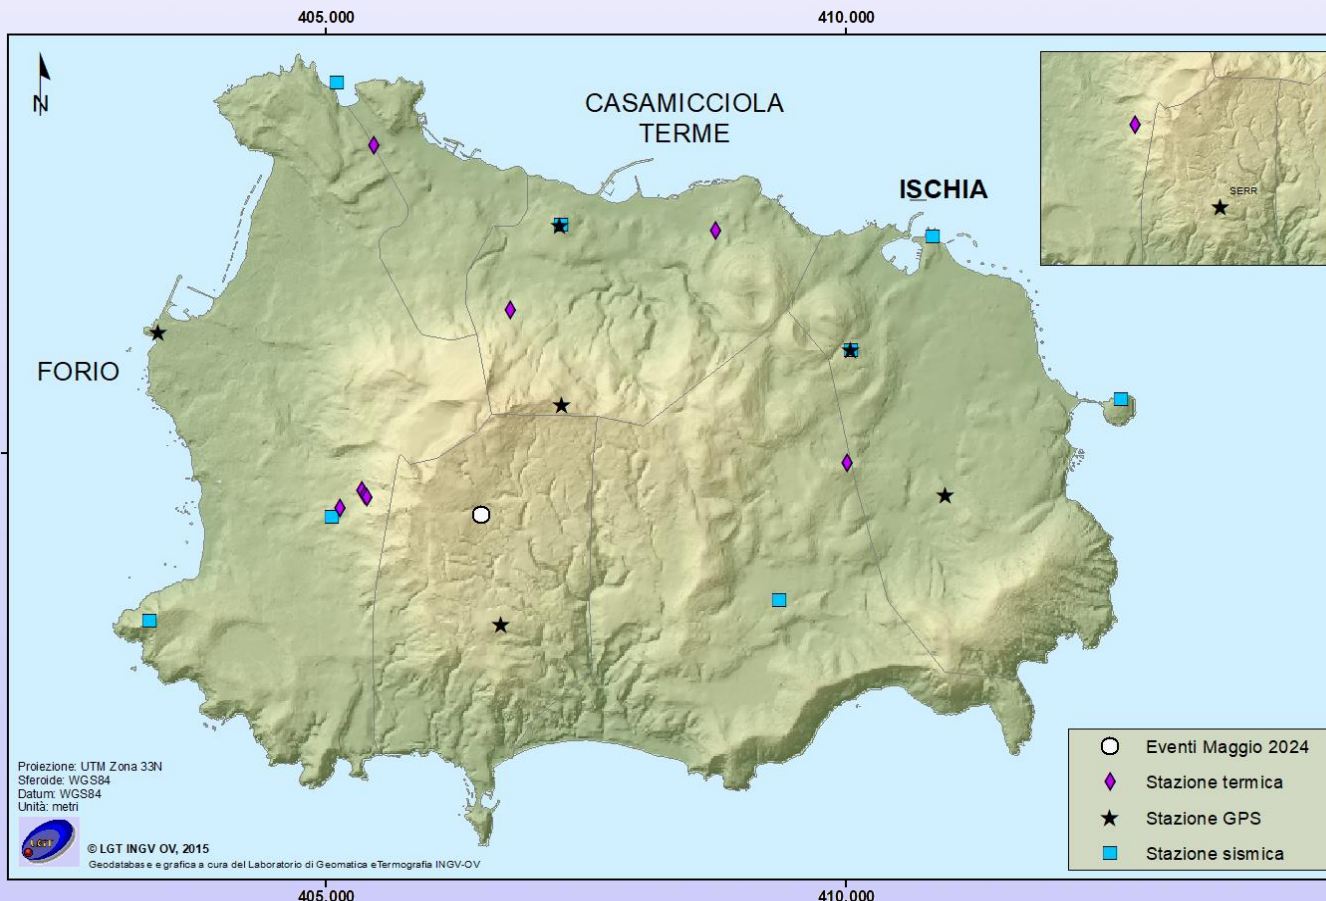 405.000
410.000
N
CASAMICCIOLA
TERME
ISCHIA
SERR
FORIO
Proiezione: UTM Zona 33N
Sferoide: WGS84
Datum: WGS84
Unità: metri
LGT
© LGT INGV OV, 2015
Geodatabase e grafica a cura del Laboratorio di Geomatica e Termografia INGV-OV
Eventi Maggio 2024
Stazione termica
Stazione GPS
Stazione sismica
405.000
410.000